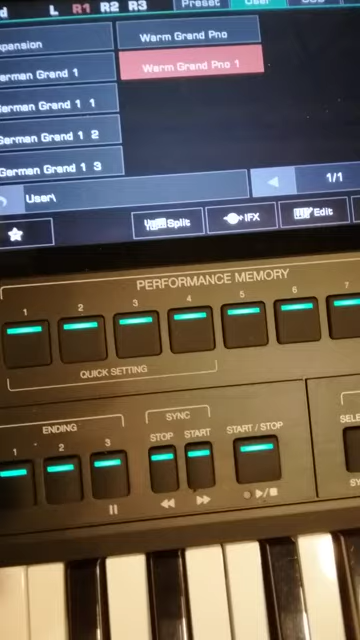 L R1 R2 R3 Preset User
Expansion Warm Grand Pno
German Grand 1 Warm Grand Pno 1
German Grand 1 1
German Grand 1 2
German Grand 1 3
User\ 1/1
Split IFX Edit
PERFORMANCE MEMORY
1 2 3 4 5 6 7
QUICK SETTING
ENDING SYNC
1 2 3 STOP START START / STOP